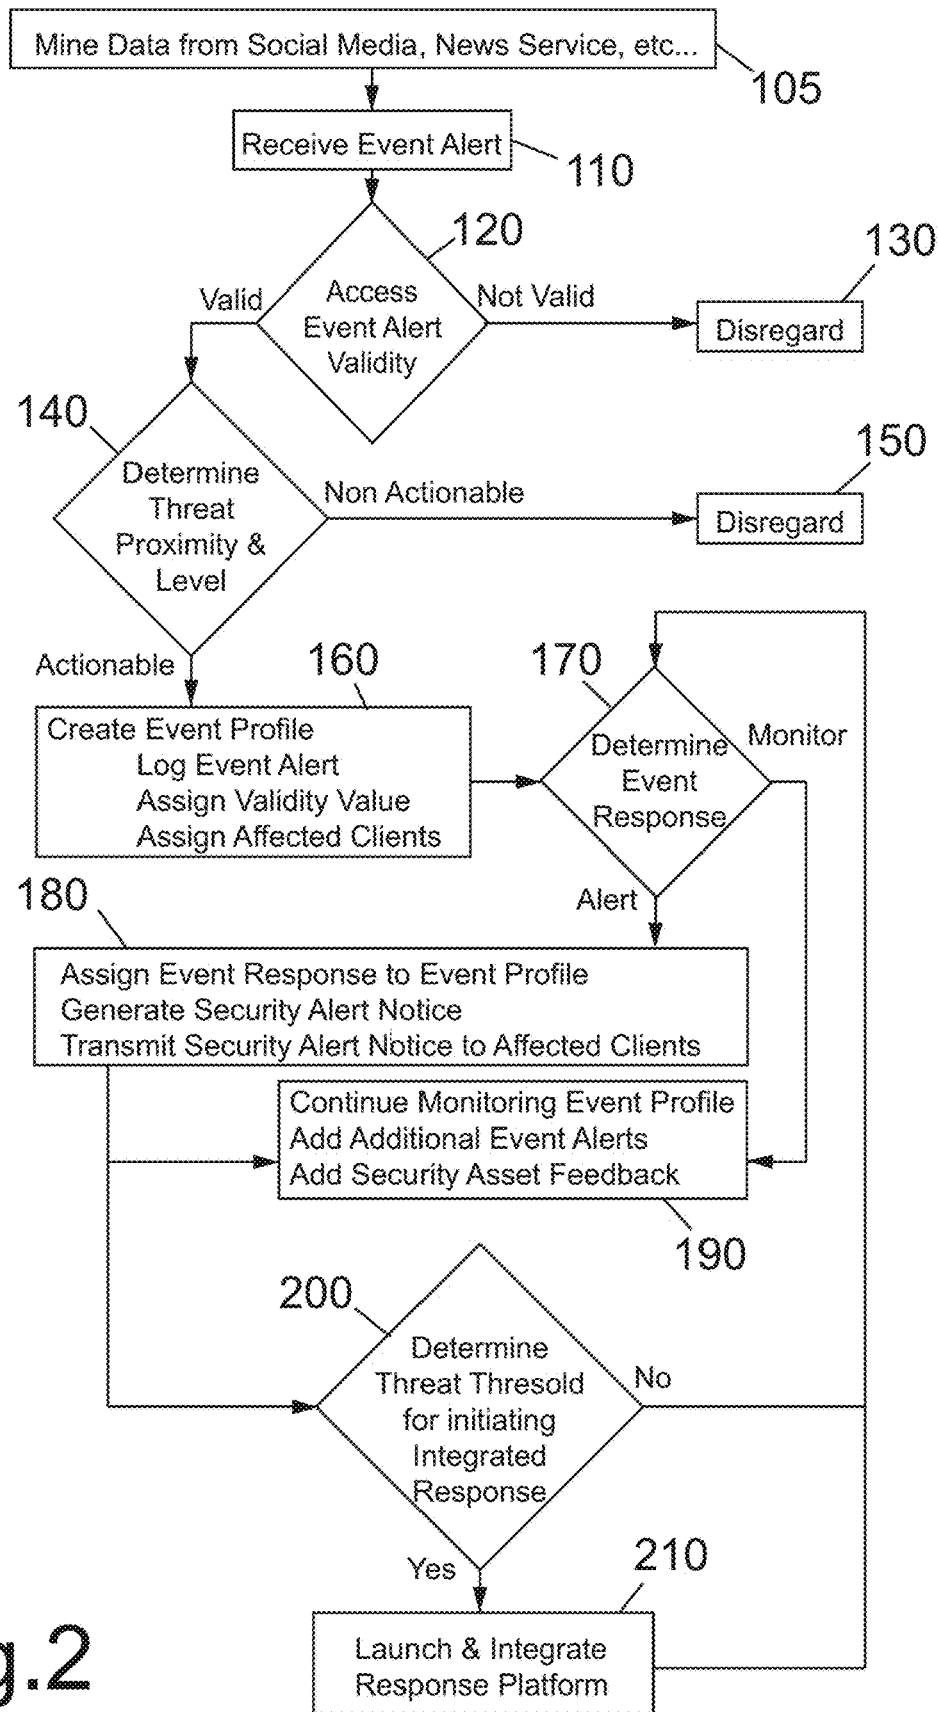 Mine Data from Social Media, News Service, etc...
105
Receive Event Alert
110
120
Access
Event Alert
Validity
Valid
Not Valid
130
Disregard
140
Determine
Threat
Proximity &
Level
Non Actionable
150
Disregard
Actionable
160
Create Event Profile
Log Event Alert
Assign Validity Value
Assign Affected Clients
170
Determine
Event
Response
Monitor
Alert
180
Assign Event Response to Event Profile
Generate Security Alert Notice
Transmit Security Alert Notice to Affected Clients
Continue Monitoring Event Profile
Add Additional Event Alerts
Add Security Asset Feedback
190
200
Determine
Threat Thresold
for initiating
Integrated
Response
No
Yes
210
Launch & Integrate
Response Platform
g.2